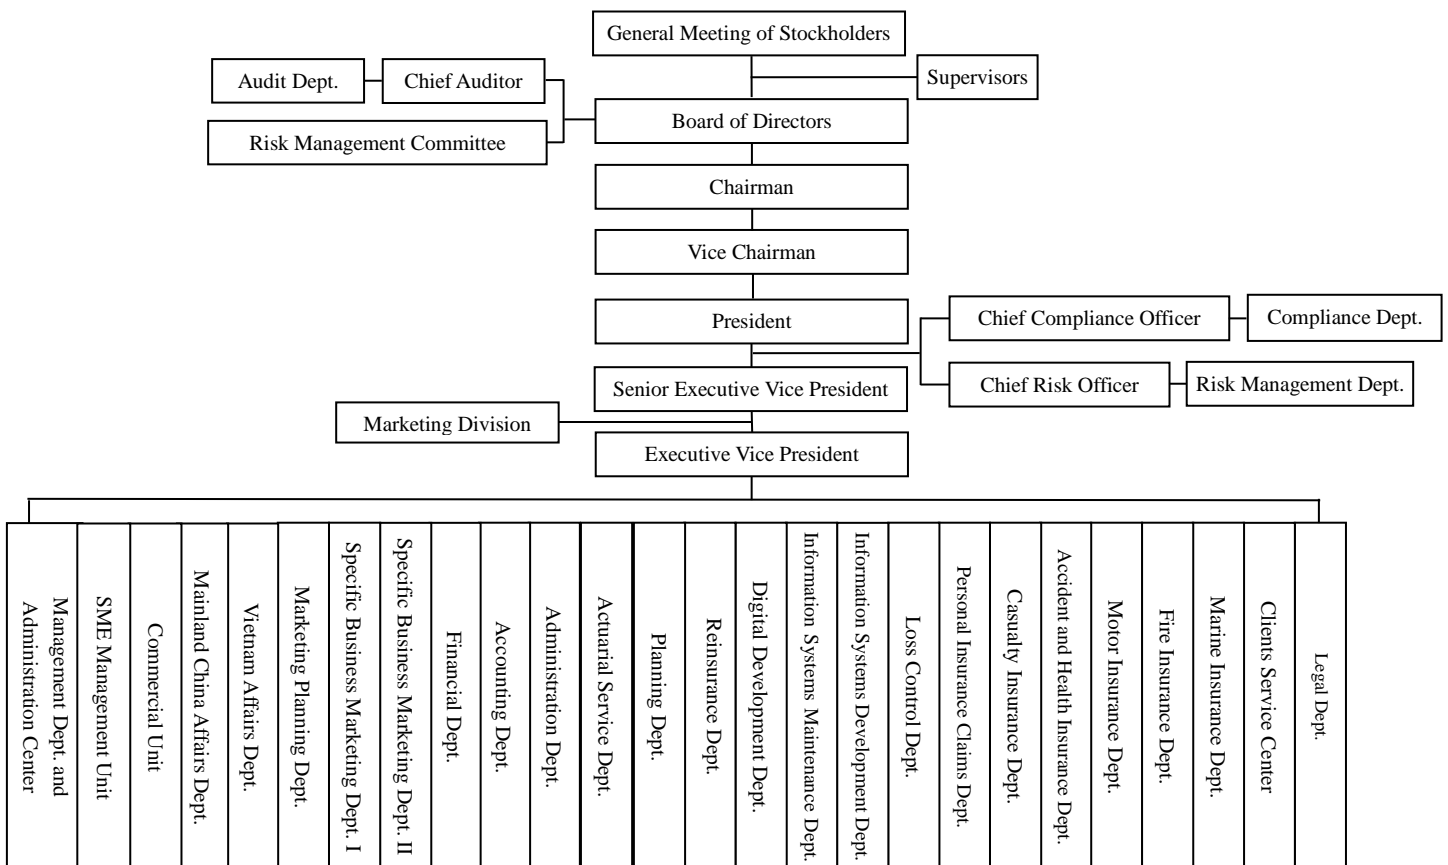 General Meeting of Stockholders
Supervisors
Audit Dept.
Chief Auditor
Board of Directors
Risk Management Committee
Chairman
Vice Chairman
President
Chief Compliance Officer
Compliance Dept.
Senior Executive Vice President
Chief Risk Officer
Risk Management Dept.
Marketing Division
Executive Vice President
Management Dept. and
Administration Center
SME Management Unit
Commercial Unit
Mainland China Affairs Dept.
Vietnam Affairs Dept.
Marketing Planning Dept.
Specific Business Marketing Dept. I
Specific Business Marketing Dept. II
Financial Dept.
Accounting Dept.
Administration Dept.
Actuarial Service Dept.
Planning Dept.
Reinsurance Dept.
Digital Development Dept.
Information Systems Maintenance Dept.
Information Systems Development Dept.
Loss Control Dept.
Personal Insurance Claims Dept.
Casualty Insurance Dept.
Accident and Health Insurance Dept.
Motor Insurance Dept.
Fire Insurance Dept.
Marine Insurance Dept.
Clients Service Center
Legal Dept.